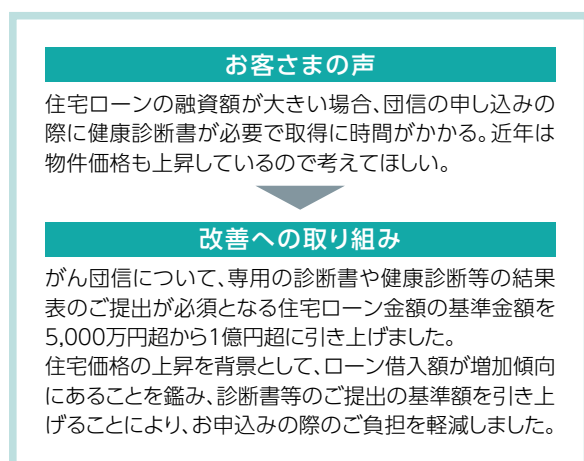 お客さまの声
住宅ローンの融資額が大きい場合、団信の申し込みの
際に健康診断書が必要で取得に時間がかかる。近年は
物件価格も上昇しているので考えてほしい。
改善への取り組み
がん団信について、専用の診断書や健康診断等の結果
表のご提出が必須となる住宅ローン金額の基準金額を
5,000万円超から1億円超に引き上げました。
住宅価格の上昇を背景として、ローン借入額が増加傾向
にあることを鑑み、診断書等のご提出の基準額を引き上
げることにより、お申込みの際のご負担を軽減しました。